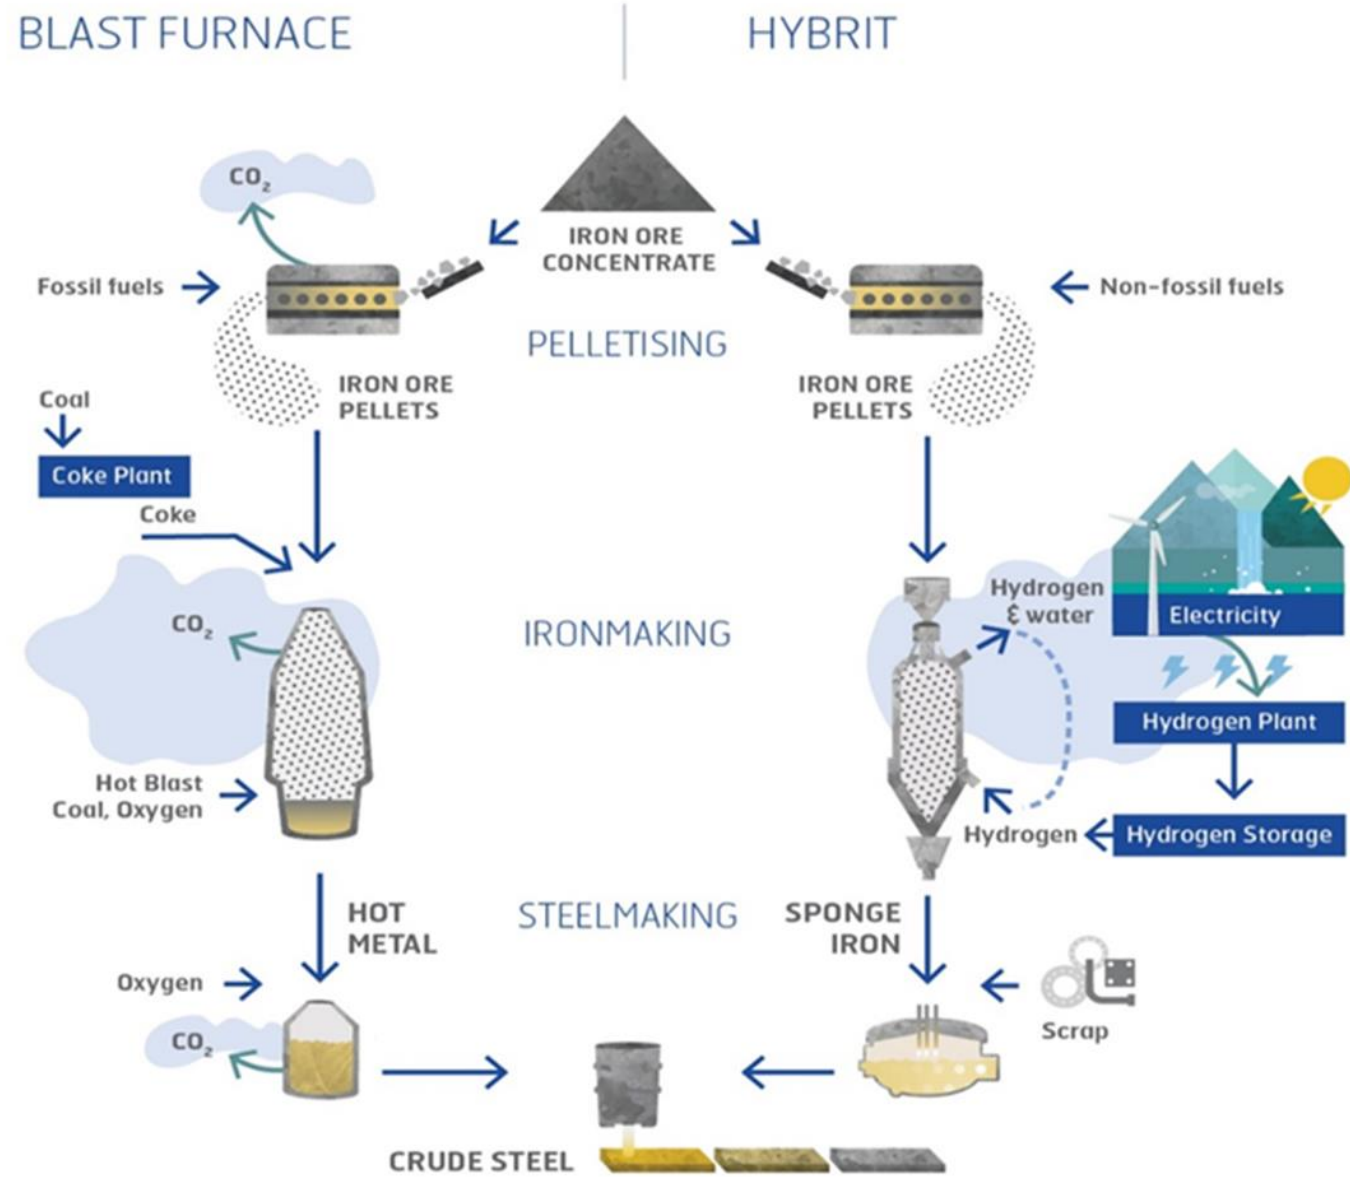 BLAST FURNACE
HYBRIT
CO₂
IRON ORE
CONCENTRATE
Fossil fuels
Non-fossil fuels
PELLETISING
IRON ORE
PELLETS
IRON ORE
PELLETS
Coal
Coke Plant
Coke
CO₂
IRONMAKING
Hydrogen
& water
Electricity
Hydrogen Plant
Hot Blast
Coal, Oxygen
Hydrogen
Hydrogen Storage
HOT
METAL
STEELMAKING
SPONGE
IRON
Oxygen
Scrap
CO₂
CRUDE STEEL